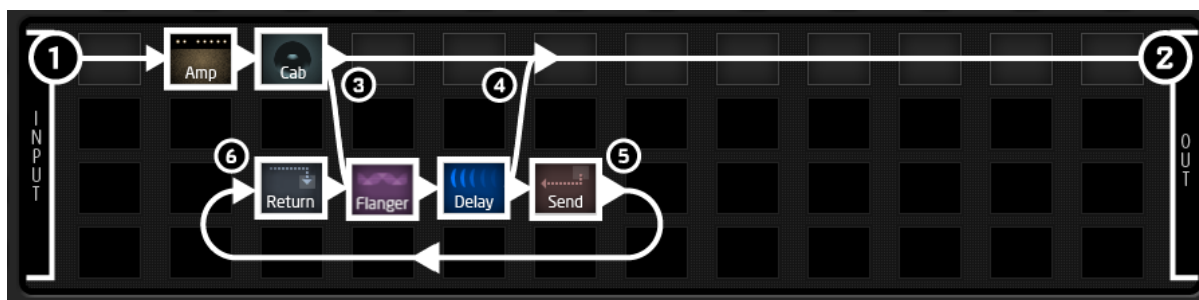 1
Amp
Cab
2
3
4
INPUT
OUT
6
5
Return
Flanger
Delay
Send